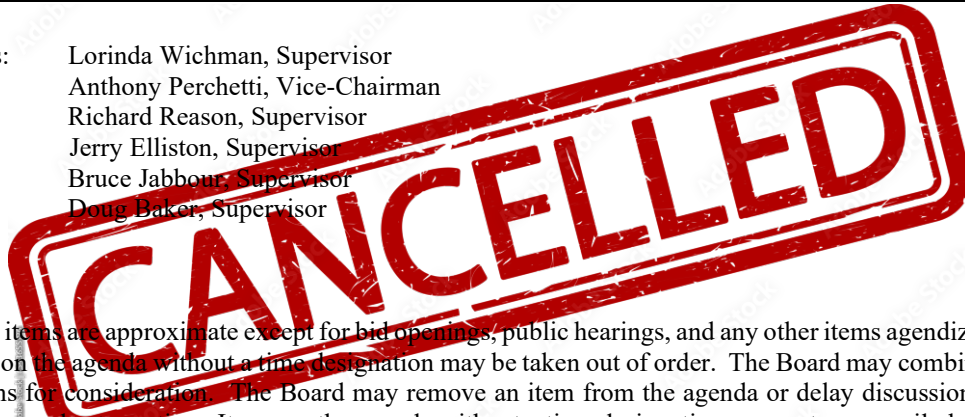 s:
Lorinda Wichman, Supervisor
Anthony Perchetti, Vice-Chairman
Richard Reason, Supervisor
Jerry Elliston, Supervisor
Bruce Jabbour, Supervisor
Doug Baker, Supervisor
CANCELLED
items are approximate except for bid openings, public hearings, and any other items agendiz
on the agenda without a time designation may be taken out of order. The Board may combi
ns for consideration. The Board may remove an item from the agenda or delay discussion